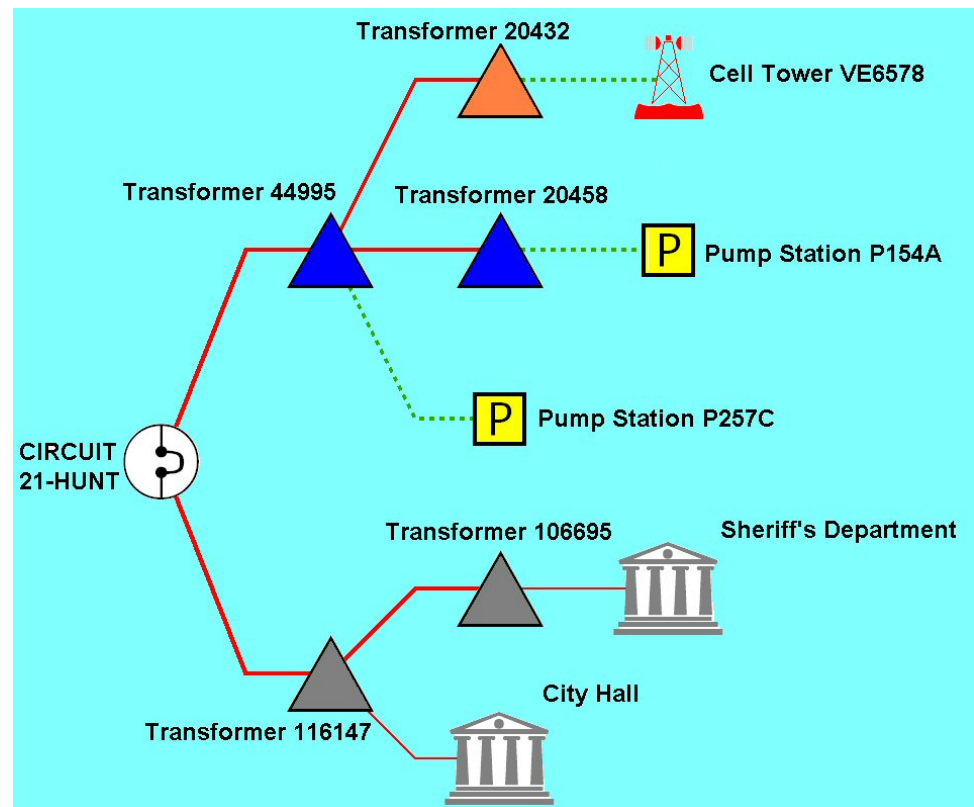 Transformer 20432
Cell Tower VE6578
Transformer 44995
Transformer 20458
P
Pump Station P154A
P
Pump Station P257C
CIRCUIT
21-HUNT
Transformer 106695
Sheriff's Department
City Hall
Transformer 116147